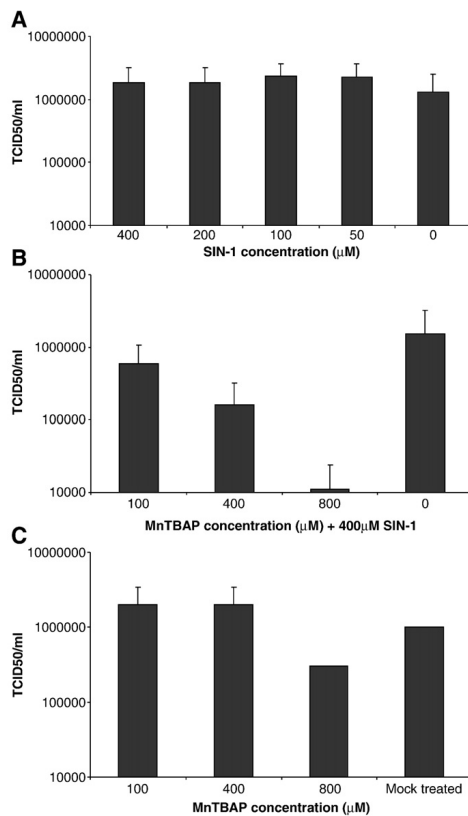 A
10000000
1000000
100000
10000
TCID50/ml
400 200 100 50 0
SIN-1 concentration (μM)
B
10000000
1000000
100000
10000
TCID50/ml
100 400 800 0
MnTBAP concentration (μM) + 400μM SIN-1
C
10000000
1000000
100000
10000
TCID50/ml
100 400 800 Mock treated
MnTBAP concentration (μM)